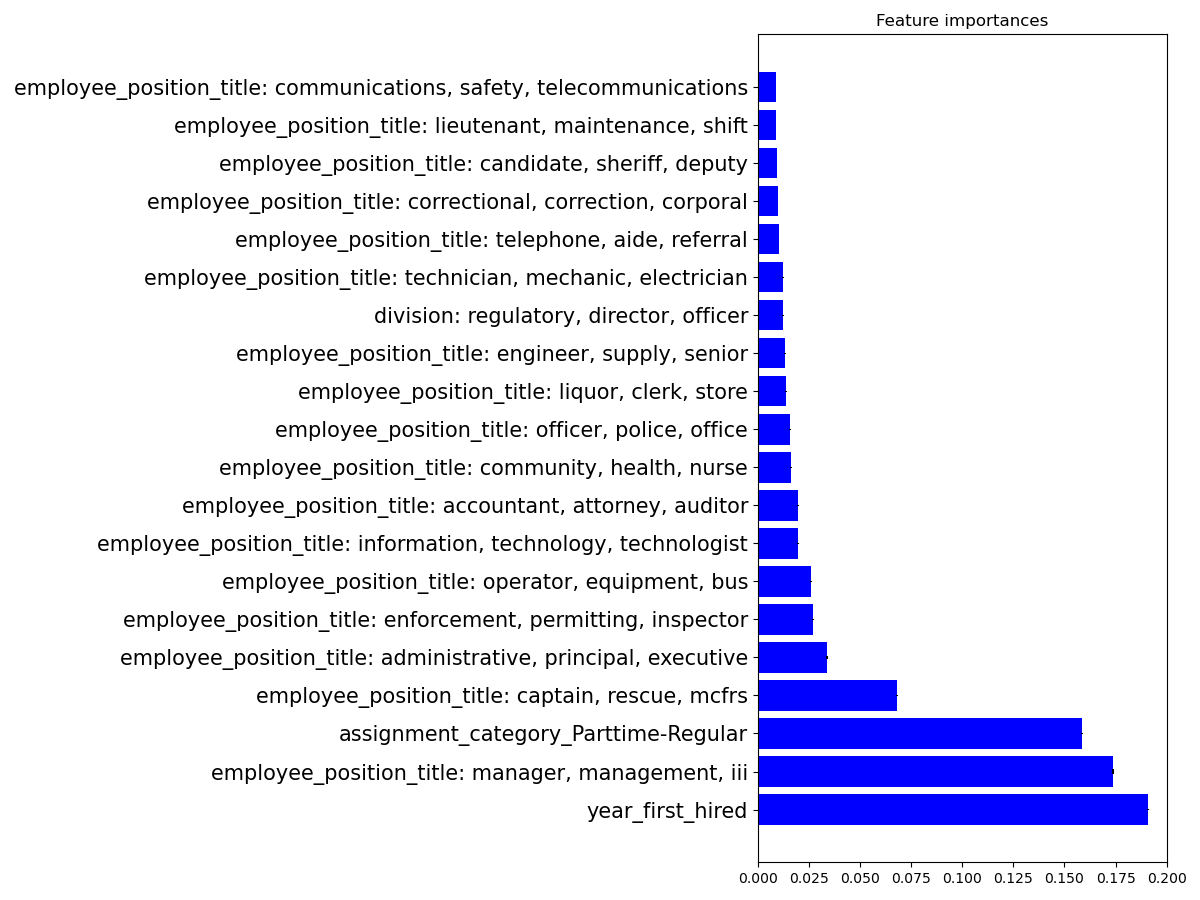 Feature importances
employee_position_title: communications, safety, telecommunications
employee_position_title: lieutenant, maintenance, shift
employee_position_title: candidate, sheriff, deputy
employee_position_title: correctional, correction, corporal
employee_position_title: telephone, aide, referral
employee_position_title: technician, mechanic, electrician
division: regulatory, director, officer
employee_position_title: engineer, supply, senior
employee_position_title: liquor, clerk, store
employee_position_title: officer, police, office
employee_position_title: community, health, nurse
employee_position_title: accountant, attorney, auditor
employee_position_title: information, technology, technologist
employee_position_title: operator, equipment, bus
employee_position_title: enforcement, permitting, inspector
employee_position_title: administrative, principal, executive
employee_position_title: captain, rescue, mcfrs
assignment_category_Parttime-Regular
employee_position_title: manager, management, iii
year_first_hired
0.000 0.025 0.050 0.075 0.100 0.125 0.150 0.175 0.200